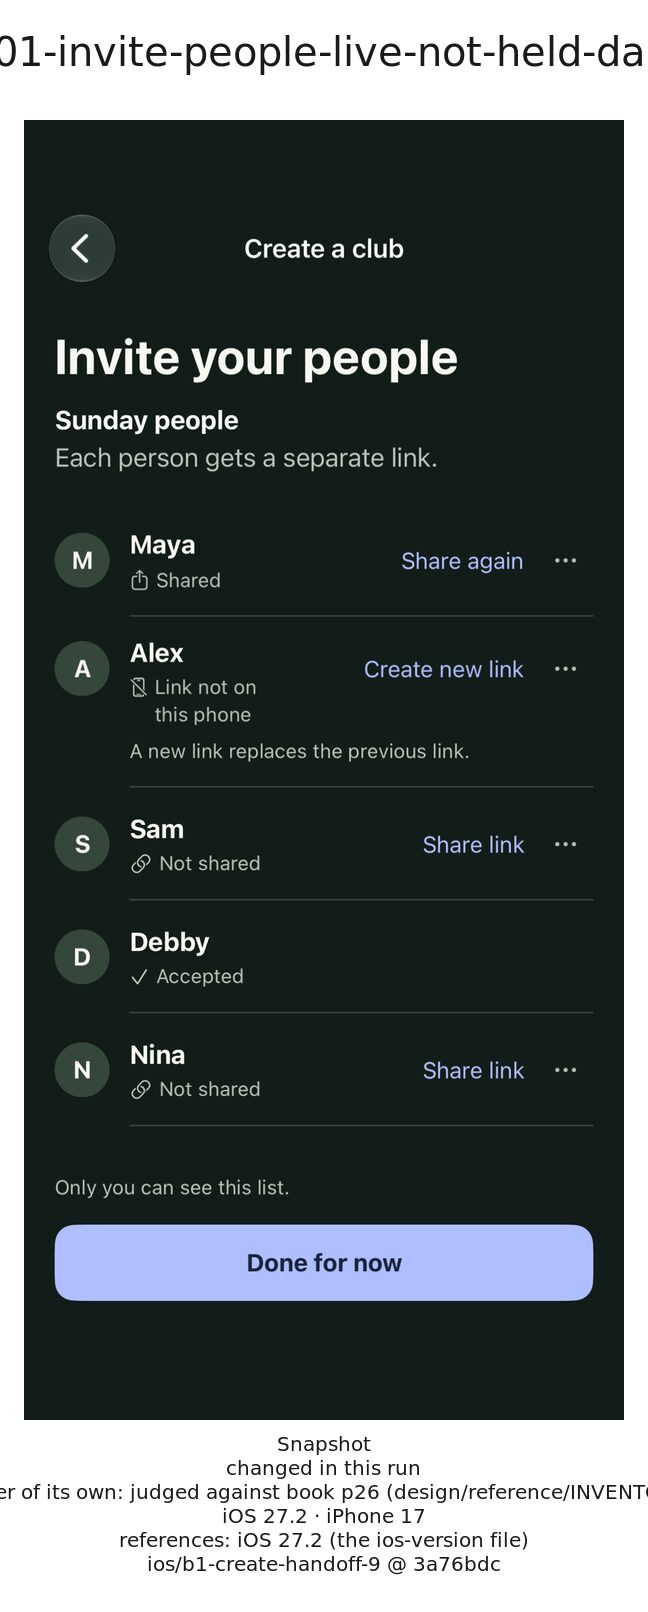 01-invite-people-live-not-held-da
Create a club
Invite your people
Sunday people
Each person gets a separate link.
M
Maya
Shared
Share again
A
Alex
Link not on
this phone
Create new link
A new link replaces the previous link.
S
Sam
Not shared
Share link
D
Debby
Accepted
N
Nina
Not shared
Share link
Only you can see this list.
Done for now
Snapshot
changed in this run
er of its own: judged against book p26 (design/reference/INVENTO
iOS 27.2 · iPhone 17
references: iOS 27.2 (the ios-version file)
ios/b1-create-handoff-9 @ 3a76bdc